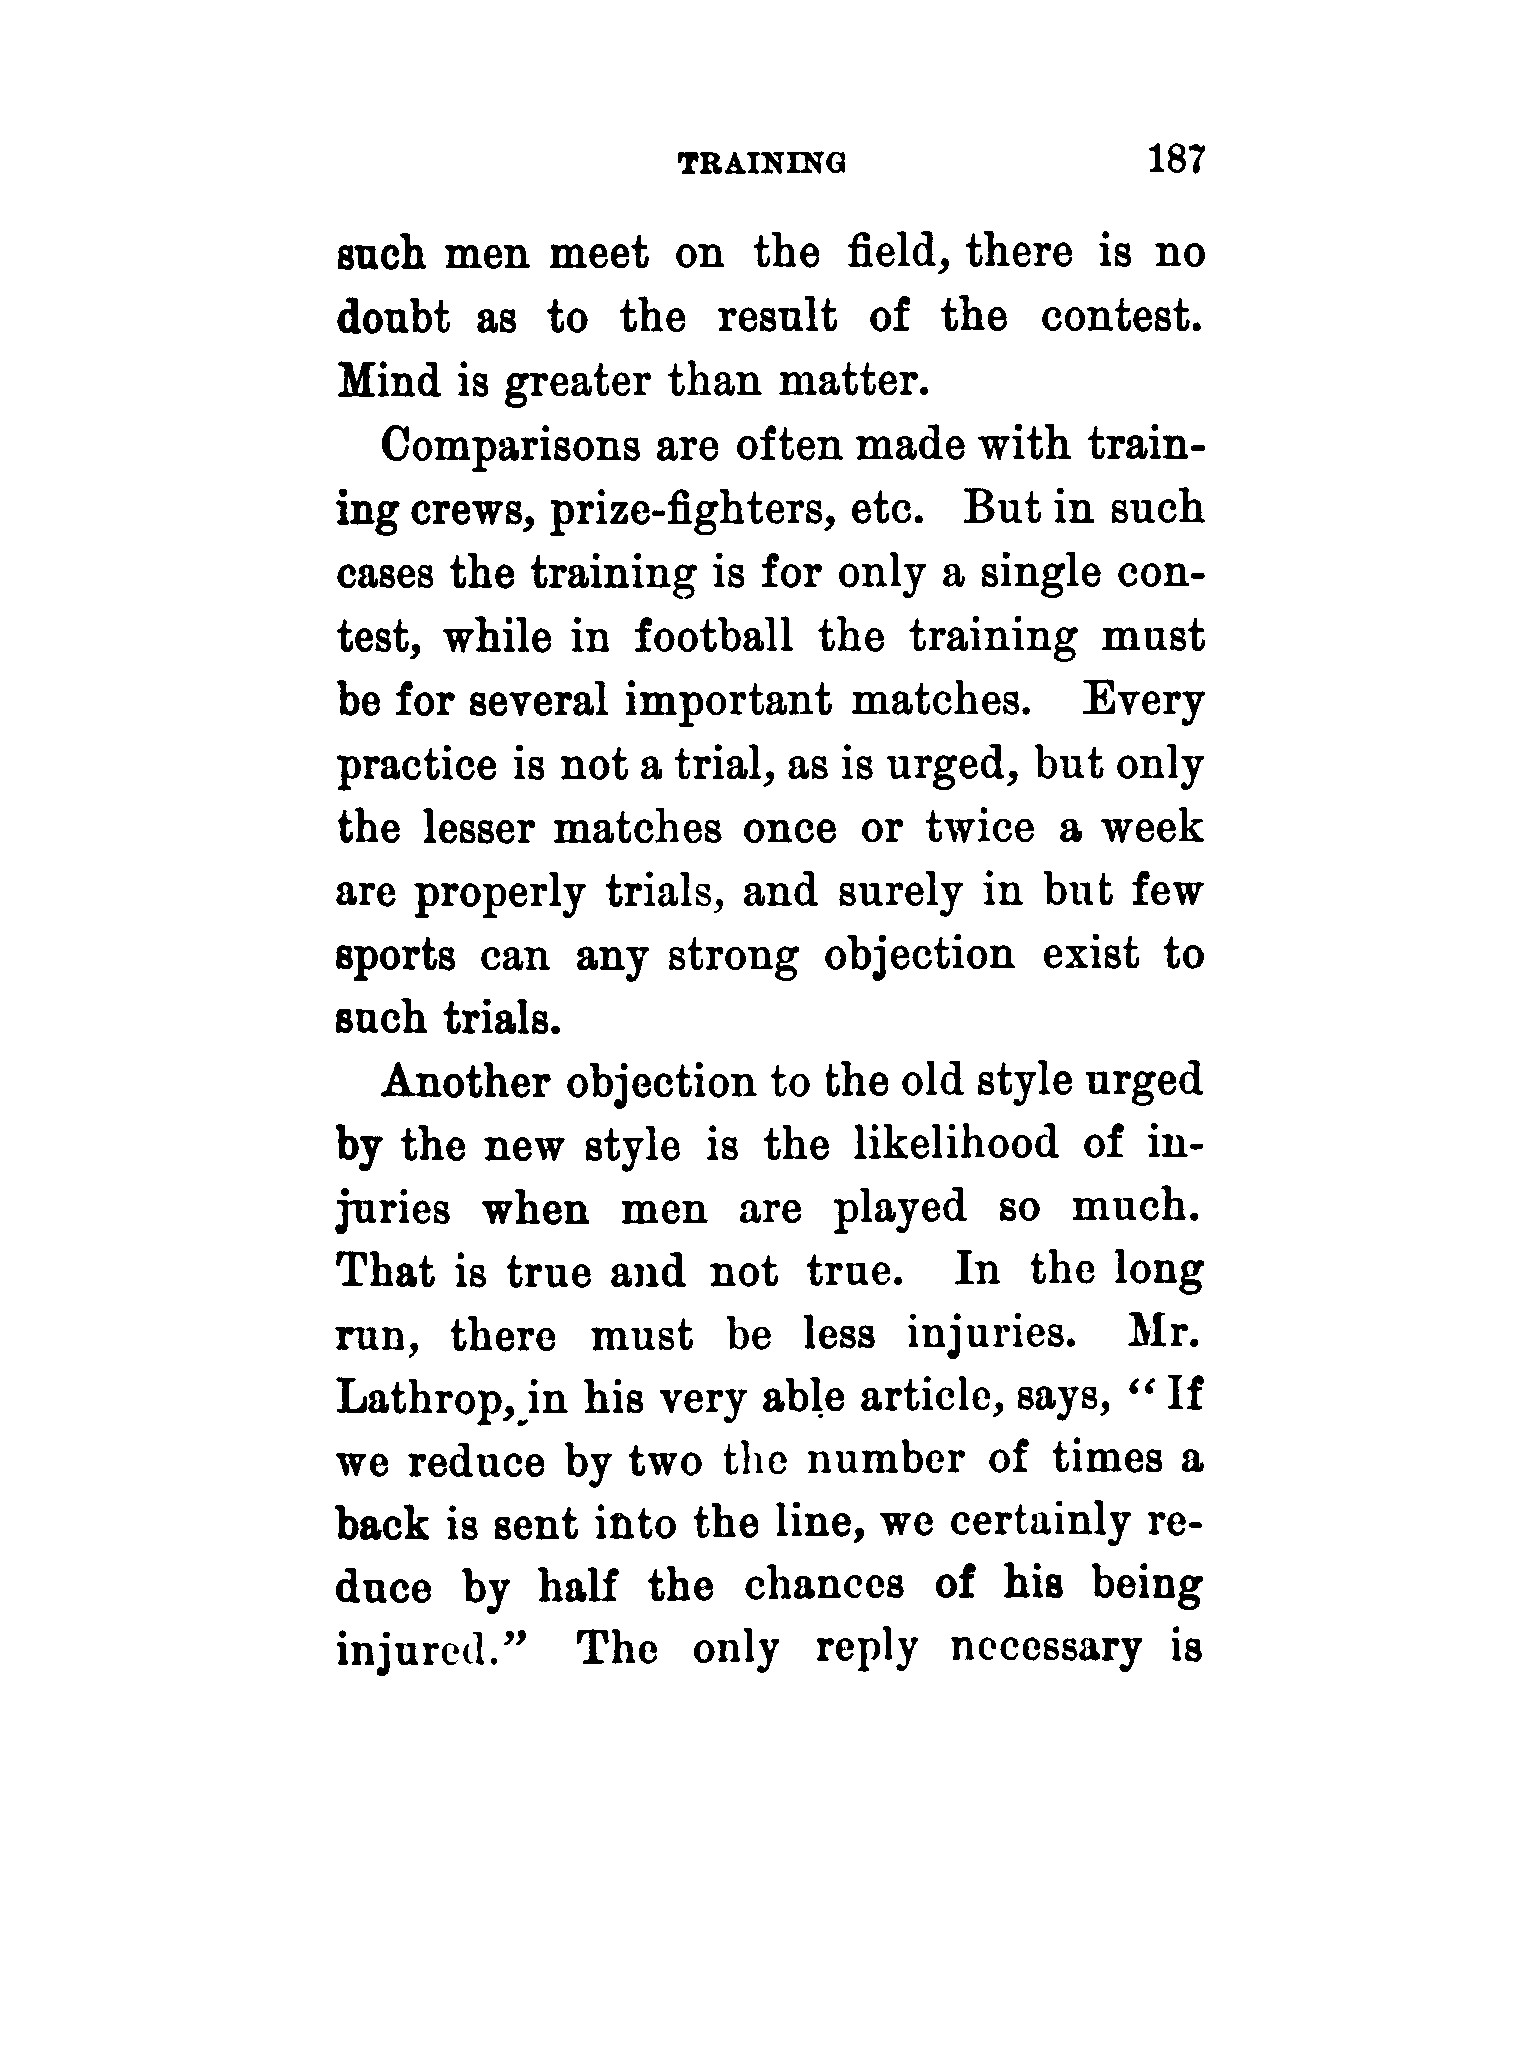 TRAINING 187
such men meet on the field, there is no
doubt as to the result of the contest.
Mind is greater than matter.
Comparisons are often made with train-
ing crews, prize-fighters, etc. But in such
cases the training is for only a single con-
test, while in football the training must
be for several important matches. Every
practice is not a trial, as is urged, but only
the lesser matches once or twice a week
are properly trials, and surely in but few
sports can any strong objection exist to
such trials.
Another objection to the old style urged
by the new style is the likelihood of in-
juries when men are played so much.
That is true and not true. In the long
run, there must be less injuries. Mr.
Lathrop, in his very able article, says, “If
we reduce by two the number of times a
back is sent into the line, we certainly re-
duce by half the chances of his being
injured.” The only reply necessary is